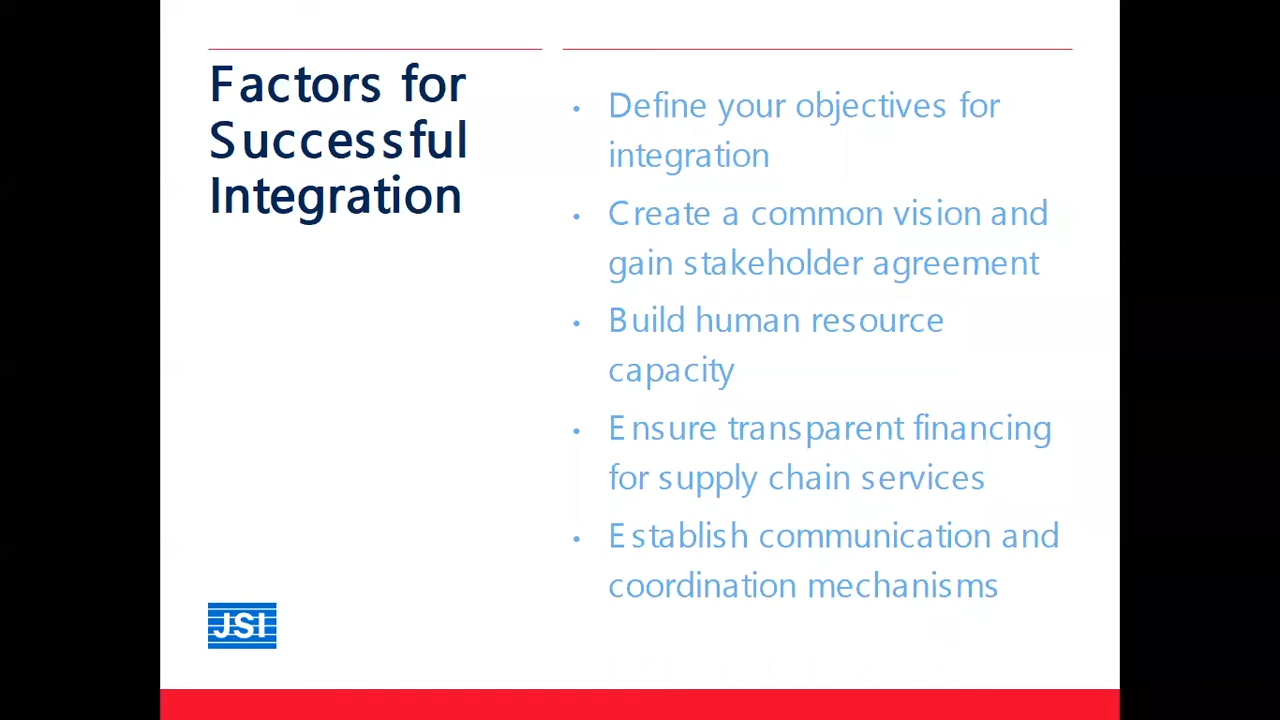 Factors for
Successful
Integration
• Define your objectives for
integration
• Create a common vision and
gain stakeholder agreement
• Build human resource
capacity
• Ensure transparent financing
for supply chain services
• Establish communication and
coordination mechanisms
JSI